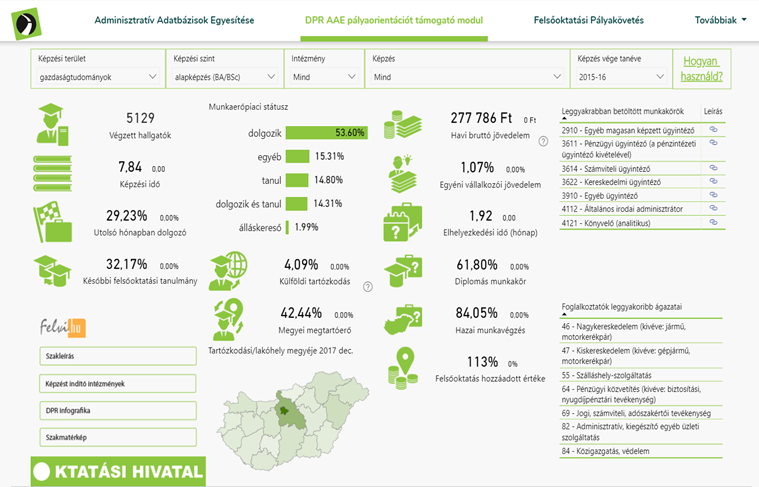 Adminisztratív Adatbázisok Egyesítése
DPR AAE pályaorientációt támogató modul
Felsőoktatási Pályakövetés
Továbbiak
Képzési terület
gazdaságtudományok
Képzési szint
alapképzés (BA/BSc)
Intézmény
Mind
Képzés
Mind
Képzés vége tanéve
2015-16
Hogyan
használd?
5129
Végzett hallgatók
7,84 0,00
Képzési idő
29,23% 0.00%
Utolsó hónapban dolgozó
32,17% 0.00%
Későbbi felsőoktatási tanulmány
Munkaerőpiaci státusz
dolgozik 53.60%
egyéb 15.31%
tanul 14.80%
dolgozik és tanul 14.31%
álláskereső 1.99%
4,09% 0,00%
Külföldi tartózkodás
?
42,44% 0,00%
Megyei megtartóerő
Tartózkodási/lakóhely megyéje 2017 dec.
277 786 Ft 0 Ft
Havi bruttó jövedelem
?
1,07% 0,00%
Egyéni vállalkozói jövedelem
1,92 0,00
Elhelyezkedési idő (hónap)
61,80% 0,00%
Diplomás munkakör
84,05% 0,00%
Hazai munkavégzés
113% 0%
Felsőoktatás hozzáadott értéke
Leggyakrabban betöltött munkakörök Leírás
2910 - Egyéb magasan képzett ügyintéző
3611 - Pénzügyi ügyintéző (a pénzintézeti
ügyintéző kivételével)
3614 - Számviteli ügyintéző
3622 - Kereskedelmi ügyintéző
3910 - Egyéb ügyintéző
4112 - Általános irodai adminisztrátor
4121 - Könyvelő (analitikus)
Foglalkoztatók leggyakoribb ágazatai
46 - Nagykereskedelem (kivéve: jármű,
motorkerékpár)
47 - Kiskereskedelem (kivéve: gépjármű,
motorkerékpár)
55 - Szálláshely-szolgáltatás
64 - Pénzügyi közvetítés (kivéve: biztosítási,
nyugdíjpénztári tevékenység)
69 - Jogi, számviteli, adószakértői tevékenység
82 - Adminisztratív, kiegészítő egyéb üzleti
szolgáltatás
84 - Közigazgatás, védelem
Felvi.hu
Szakleírás
Képzést indító intézmények
DPR infografika
Szakmatérkép
OKTATÁSI HIVATAL